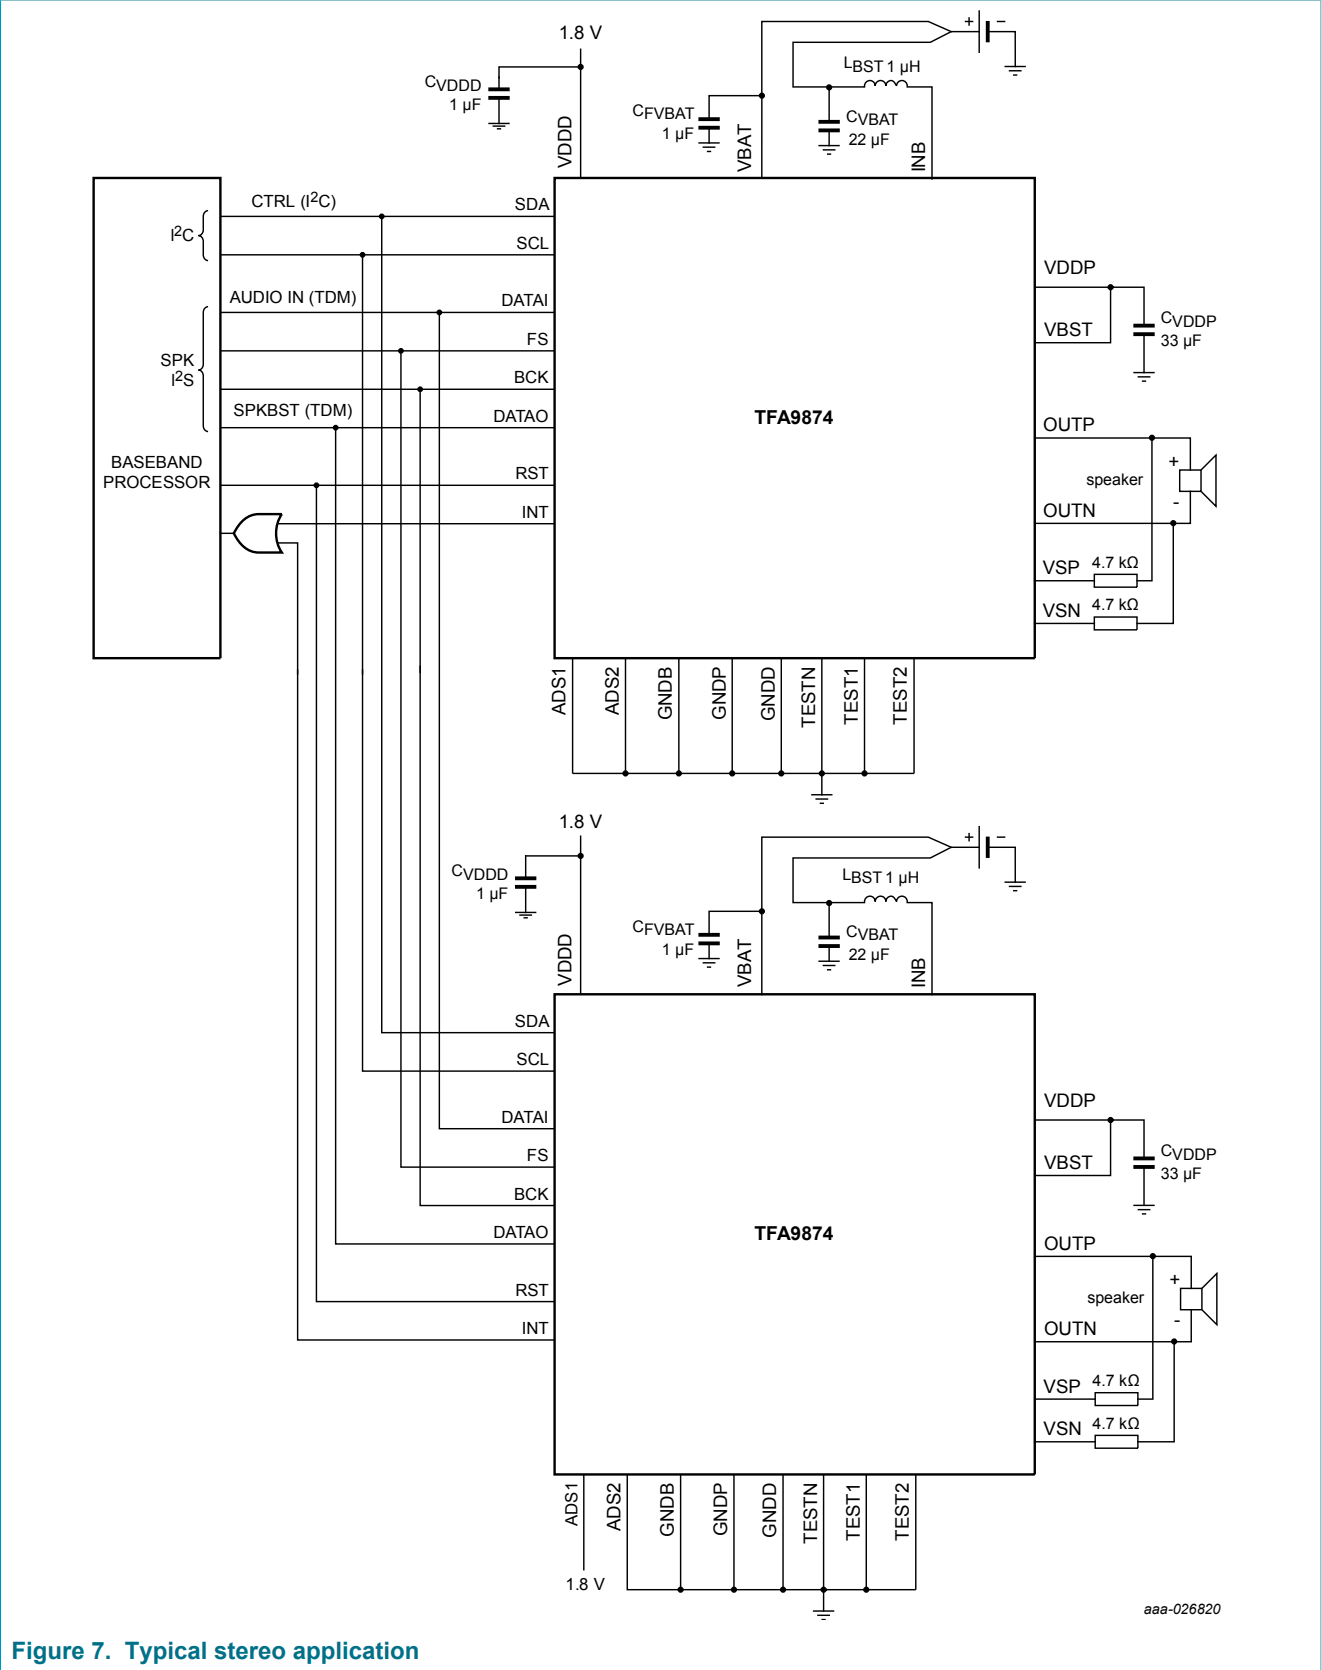 1.8 V
+ −
LBST 1 µH
CVDDD
1 µF
CFVBAT
1 µF
CVBAT
22 µF
VDDD
VBAT
INB
CTRL (I2C)
SDA
I2C
SCL
AUDIO IN (TDM)
DATAI
FS
SPK
I2S
BCK
SPKBST (TDM)
DATAO
BASEBAND
PROCESSOR
RST
INT
TFA9874
VDDP
VBST
CVDDP
33 µF
OUTP
+
speaker
-
OUTN
VSP 4.7 kΩ
VSN 4.7 kΩ
ADS1
ADS2
GNDB
GNDP
GNDD
TESTN
TEST1
TEST2
1.8 V
+ −
LBST 1 µH
CVDDD
1 µF
CFVBAT
1 µF
CVBAT
22 µF
VDDD
VBAT
INB
SDA
SCL
DATAI
FS
BCK
DATAO
RST
INT
TFA9874
VDDP
VBST
CVDDP
33 µF
OUTP
+
speaker
-
OUTN
VSP 4.7 kΩ
VSN 4.7 kΩ
ADS1
ADS2
GNDB
GNDP
GNDD
TESTN
TEST1
TEST2
1.8 V
aaa-026820
Figure 7. Typical stereo application